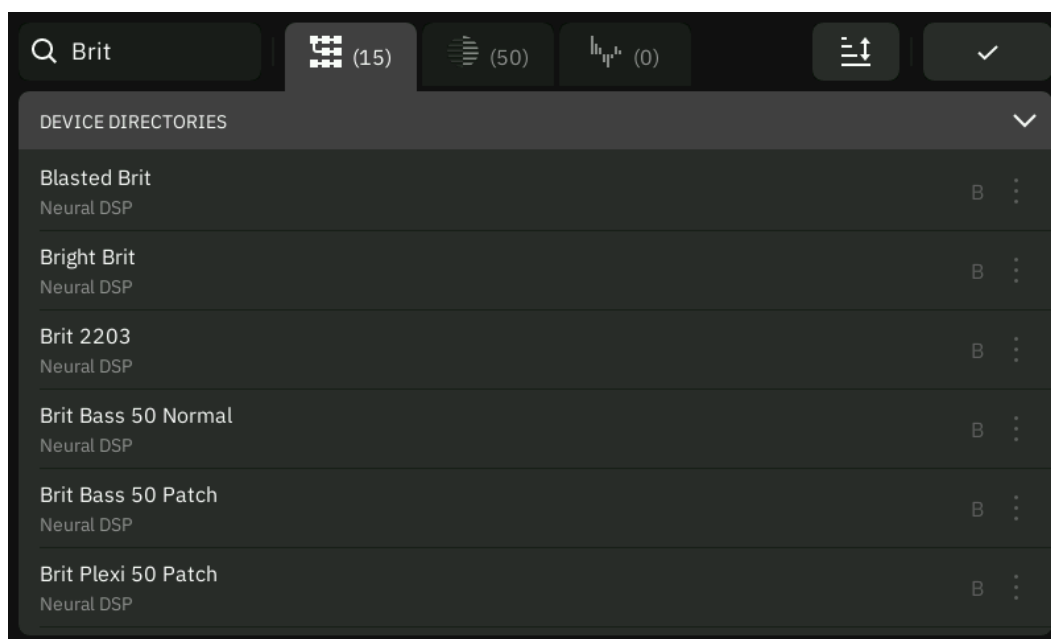 Brit
(15)
(50)
(0)
DEVICE DIRECTORIES
Blasted Brit
Neural DSP
B
Bright Brit
Neural DSP
B
Brit 2203
Neural DSP
B
Brit Bass 50 Normal
Neural DSP
B
Brit Bass 50 Patch
Neural DSP
B
Brit Plexi 50 Patch
Neural DSP
B